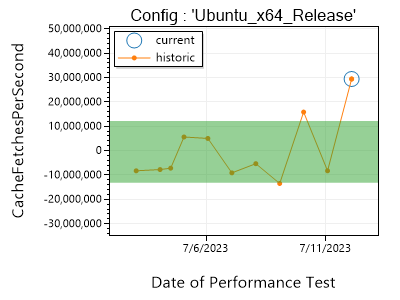 Config : 'Ubuntu_x64_Release'
50,000,000
40,000,000
30,000,000
20,000,000
10,000,000
0
-10,000,000
-20,000,000
-30,000,000
CacheFetchesPerSecond
current
historic
7/6/2023
7/11/2023
Date of Performance Test